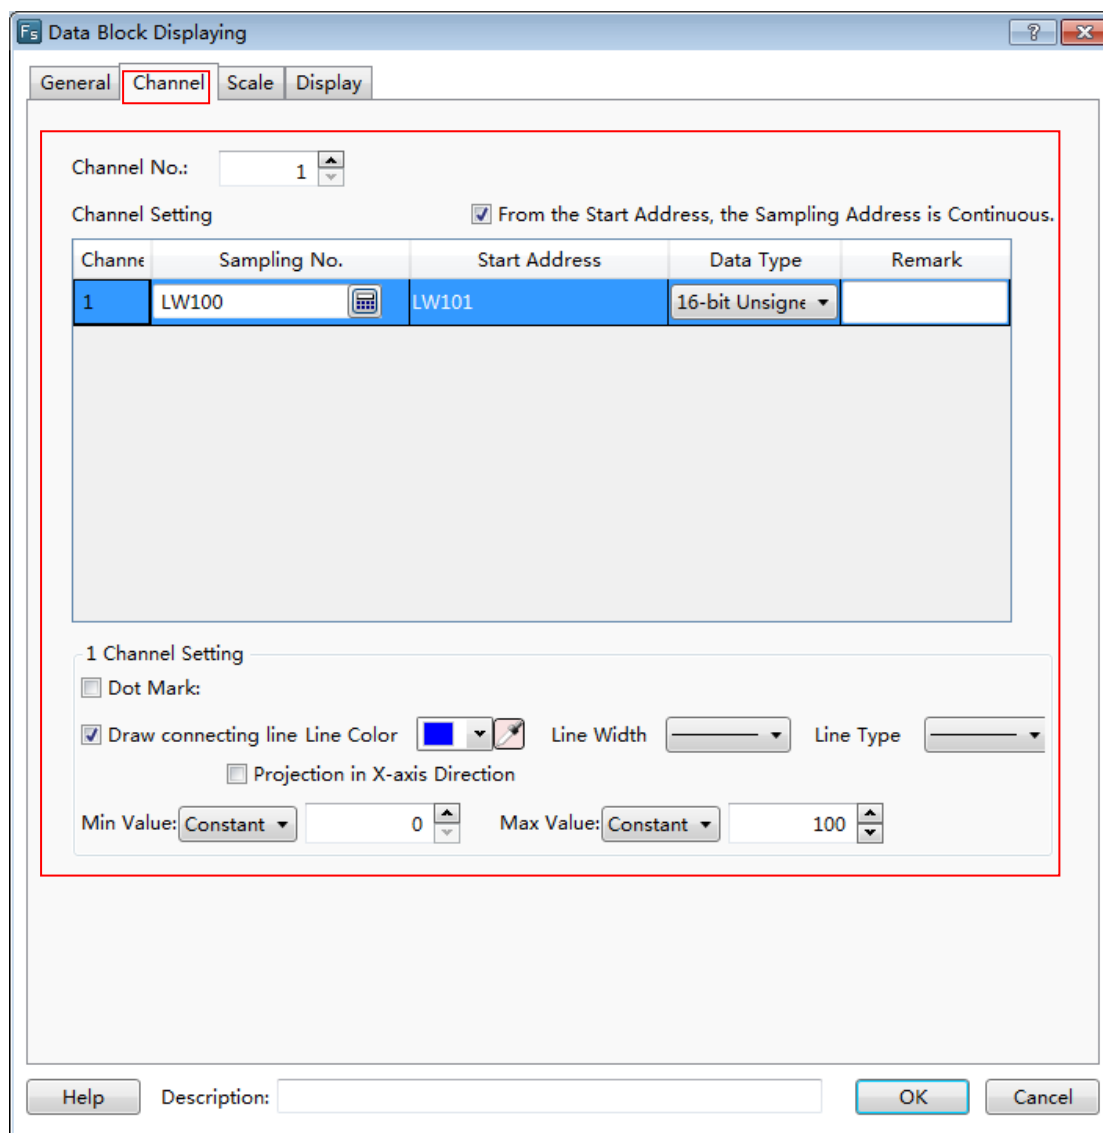 Fs Data Block Displaying ?
General Channel Scale Display
Channel No.: 1
Channel Setting From the Start Address, the Sampling Address is Continuous.
Channe Sampling No. Start Address Data Type Remark
1 LW100 LW101 16-bit Unsigne
1 Channel Setting
Dot Mark:
Draw connecting line Line Color Line Width Line Type
Projection in X-axis Direction
Min Value: Constant 0 Max Value: Constant 100
Help Description: OK Cancel